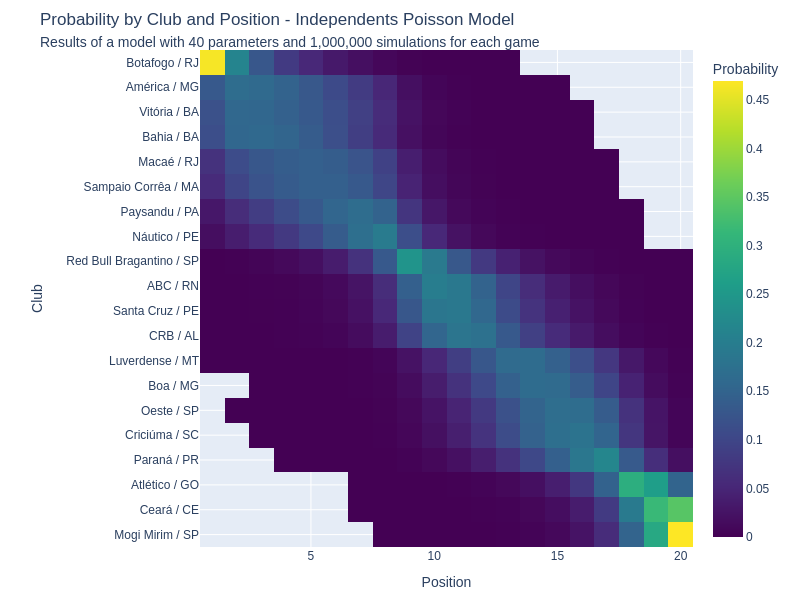 Probability by Club and Position - Independents Poisson Model
Results of a model with 40 parameters and 1,000,000 simulations for each game
Probability
Botafogo / RJ
América / MG
Vitória / BA
Bahia / BA
Macaé / RJ
Sampaio Corrêa / MA
Paysandu / PA
Náutico / PE
Red Bull Bragantino / SP
ABC / RN
Santa Cruz / PE
CRB / AL
Luverdense / MT
Boa / MG
Oeste / SP
Criciúma / SC
Paraná / PR
Atlético / GO
Ceará / CE
Mogi Mirim / SP
Club
5
10
15
20
Position
0.45
0.4
0.35
0.3
0.25
0.2
0.15
0.1
0.05
0